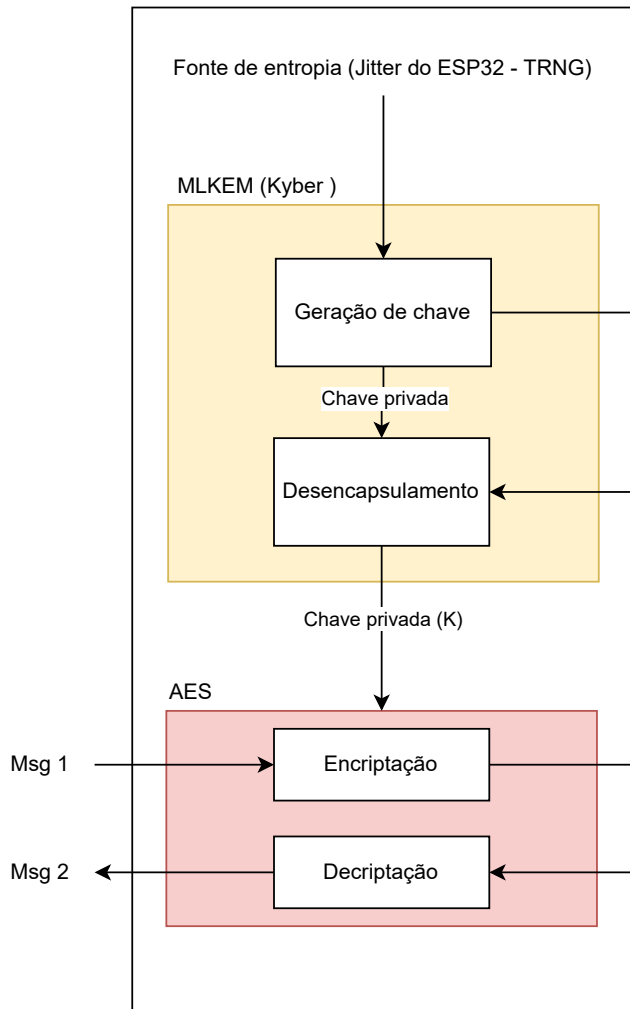 Fonte de entropia (Jitter do ESP32 - TRNG)
MLKEM (Kyber )
Geração de chave
Chave privada
Desencapsulamento
Chave privada (K)
AES
Msg 1
Encriptação
Msg 2
Decriptação